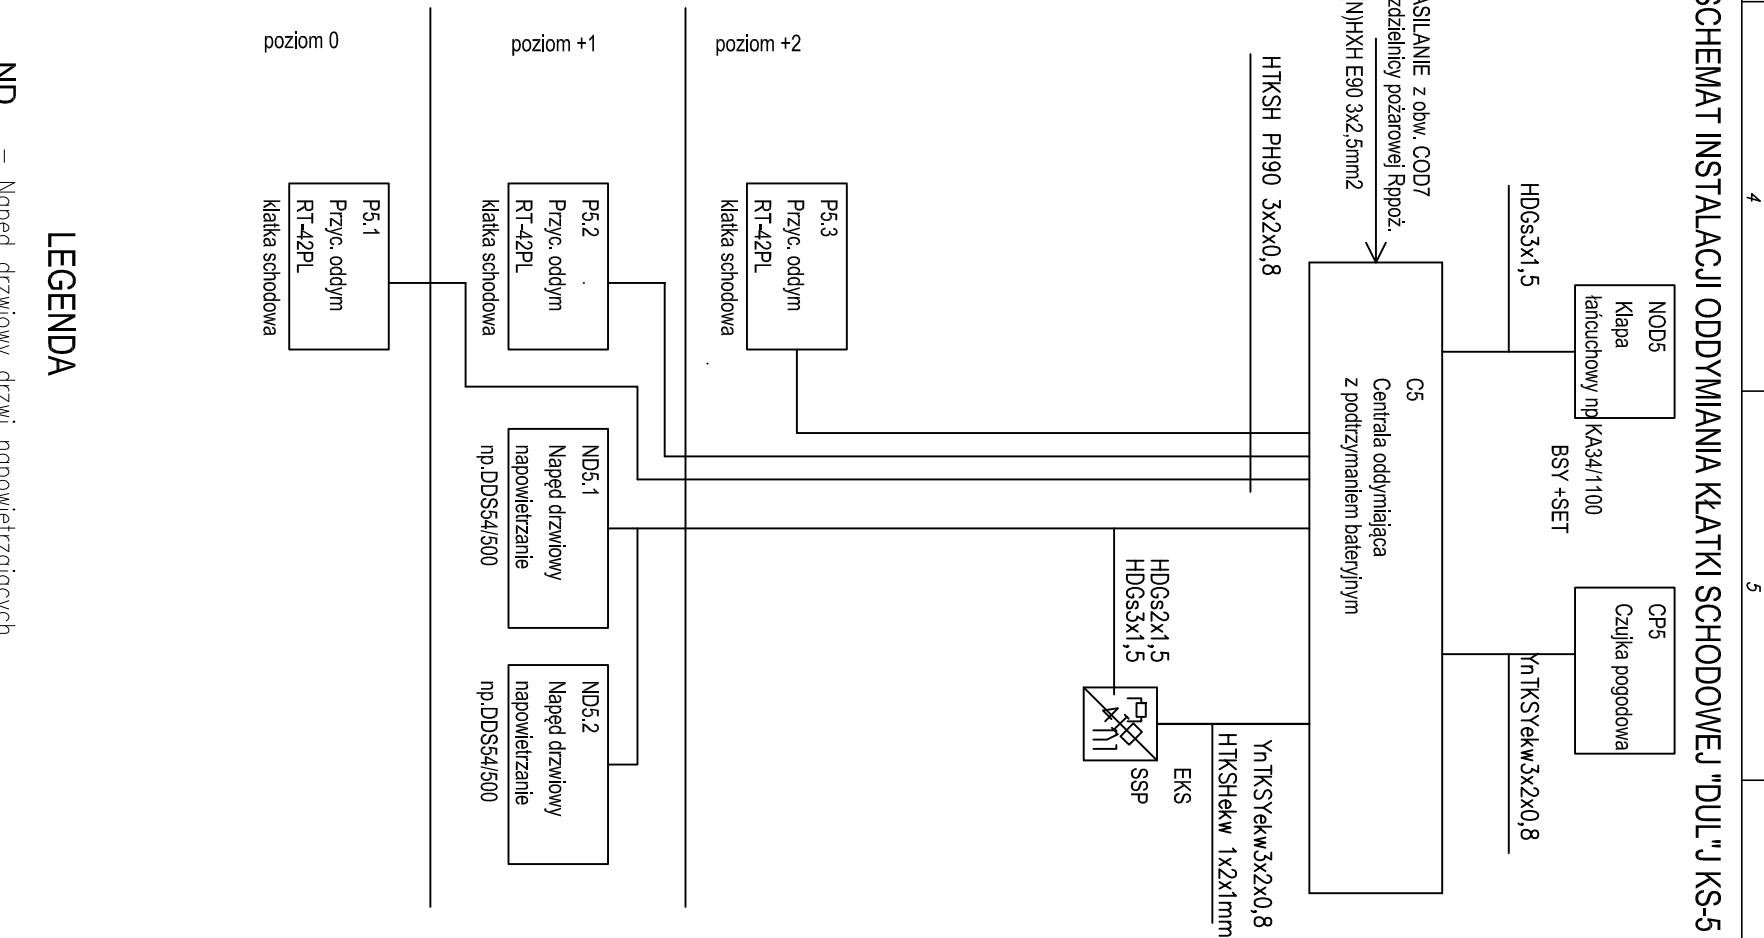 4
5
SCHEMAT INSTALACJI ODDYMIANIA KŁATKI SCHODOWEJ "DUL"J KS-5
NOD5
Klapa
łańcuchowy np KA34/1100
BSY +SET
CP5
Czujka pogodowa
HDGs3x1,5
YnTKSYekw3x2x0,8
ASILANIE z obw. COD7
zdzielnicy pożarowej Rppoż.
N)HXH E90 3x2,5mm2
C5
Centrala oddymiająca
z podtrzymaniem bateryjnym
HTKSH PH90 3x2x0,8
YnTKSYekw3x2x0,8
HTKSHekw 1x2x1mm
EKS
SSP
HDGs2x1,5
HDGs3x1,5
poziom +2
P5.3
Przyc. oddym
RT-42PL
klatka schodowa
poziom +1
P5.2
Przyc. oddym
RT-42PL
klatka schodowa
ND5.1
Napęd drzwiowy
napowietrzanie
np.DDS54/500
ND5.2
Napęd drzwiowy
napowietrzanie
np.DDS54/500
poziom 0
P5.1
Przyc. oddym
RT-42PL
klatka schodowa
LEGENDA
ND – Napęd drzwiowy drzwi napowietrzających